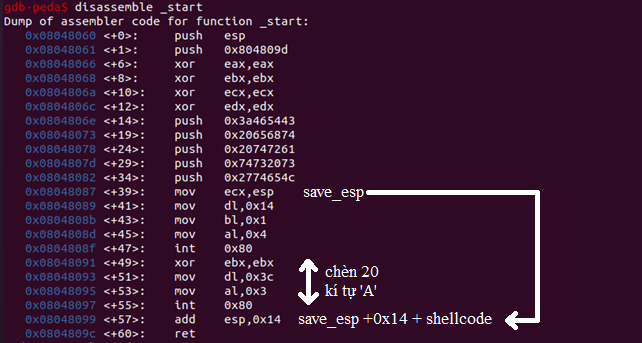 gdb-peda$ disassemble _start
Dump of assembler code for function _start:
0x08048060 <+0>: push esp
0x08048061 <+1>: push 0x804809d
0x08048066 <+6>: xor eax,eax
0x08048068 <+8>: xor ebx,ebx
0x0804806a <+10>: xor ecx,ecx
0x0804806c <+12>: xor edx,edx
0x0804806e <+14>: push 0x3a465443
0x08048073 <+19>: push 0x20656874
0x08048078 <+24>: push 0x20747261
0x0804807d <+29>: push 0x74732073
0x08048082 <+34>: push 0x2774654c
0x08048087 <+39>: mov ecx,esp save_esp
0x08048089 <+41>: mov dl,0x14
0x0804808b <+43>: mov bl,0x1
0x0804808d <+45>: mov al,0x4
0x0804808f <+47>: int 0x80
0x08048091 <+49>: xor ebx,ebx chèn 20
0x08048093 <+51>: mov dl,0x3c
0x08048095 <+53>: mov al,0x3 kí tự 'A'
0x08048097 <+55>: int 0x80
0x08048099 <+57>: add esp,0x14 save_esp +0x14 + shellcode
0x0804809c <+60>: ret